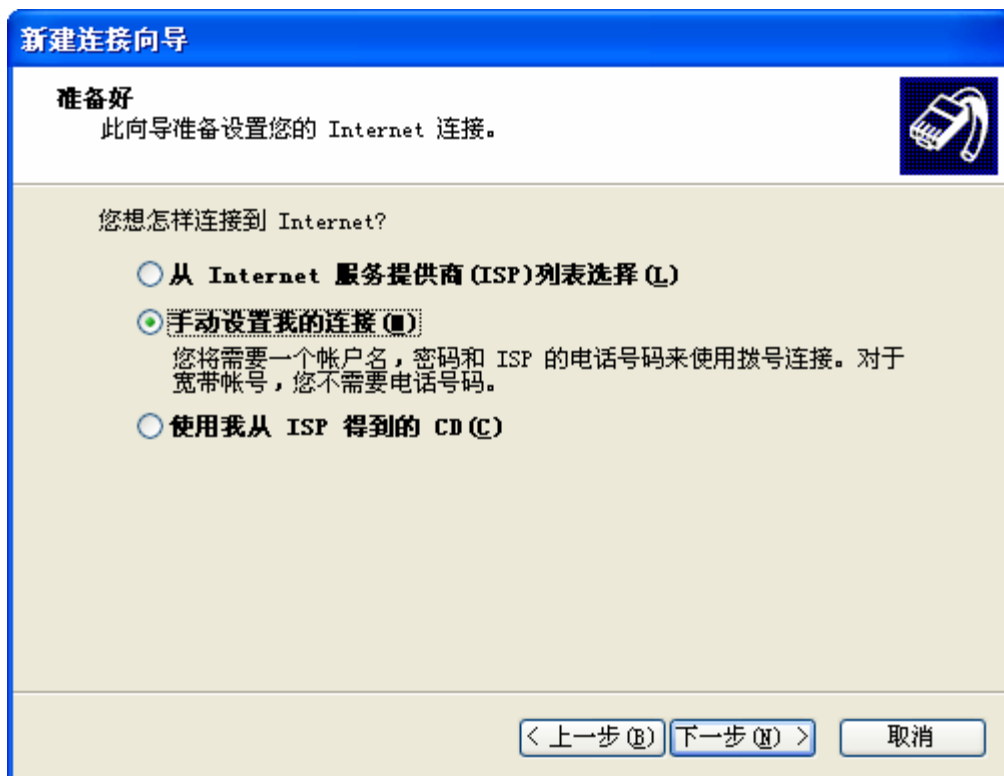 新建连接向导
准备好
此向导准备设置您的 Internet 连接。
您想怎样连接到 Internet?
从 Internet 服务提供商(ISP)列表选择(L)
手动设置我的连接(M)
您将需要一个帐户名，密码和 ISP 的电话号码来使用拨号连接。对于
宽带帐号，您不需要电话号码。
使用我从 ISP 得到的 CD(C)
< 上一步(B) 下一步(N) > 取消